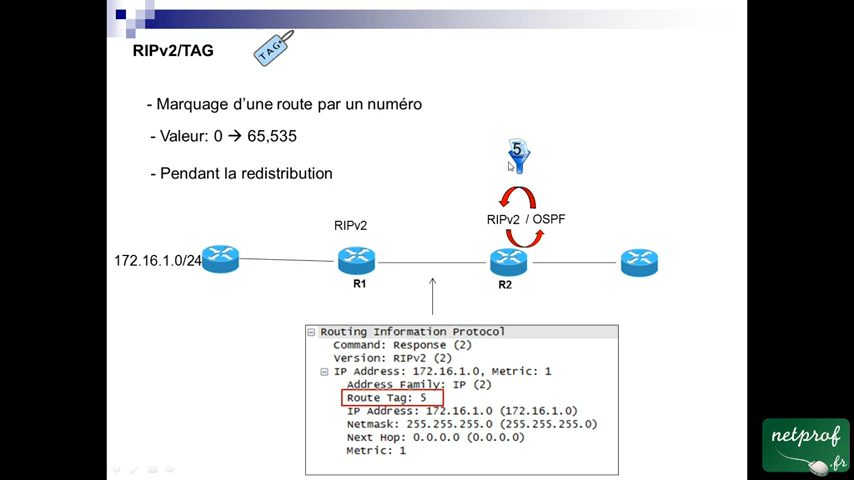 RIPv2/TAG
TAG
- Marquage d'une route par un numéro
- Valeur: 0 → 65,535
- Pendant la redistribution
5
RIPv2 / OSPF
RIPv2
172.16.1.0/24
R1
R2
Routing Information Protocol
Command: Response (2)
Version: RIPv2 (2)
IP Address: 172.16.1.0, Metric: 1
Address Family: IP (2)
Route Tag: 5
IP Address: 172.16.1.0 (172.16.1.0)
Netmask: 255.255.255.0 (255.255.255.0)
Next Hop: 0.0.0.0 (0.0.0.0)
Metric: 1
netprof
.fr